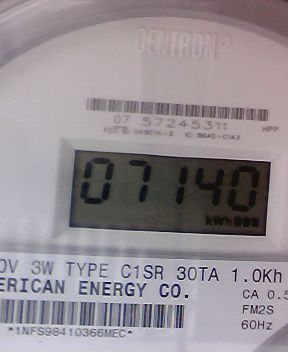 CENTRON®
07 57245311 HPP
07140
kWh
0V 3W TYPE C1SR 30TA 1.0Kh
ERICAN ENERGY CO.
CA 0.5
FM2S
*1NFS98410366MEC*
60Hz